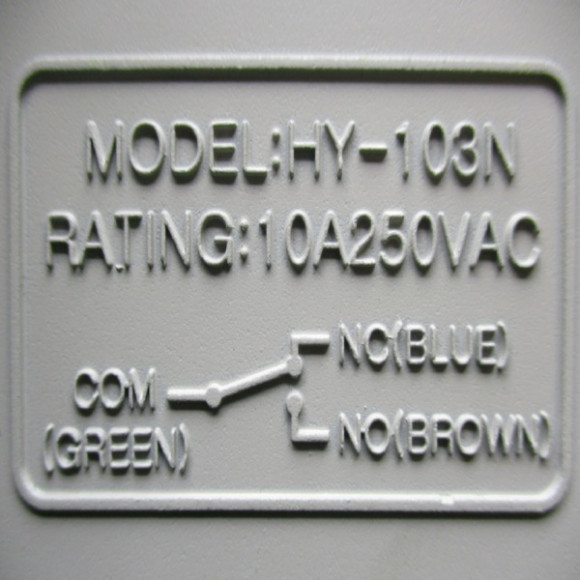 MODEL:HY-103N
RATING:10A250VAC
NC(BLUE)
COM
(GREEN)
NO(BROWN)